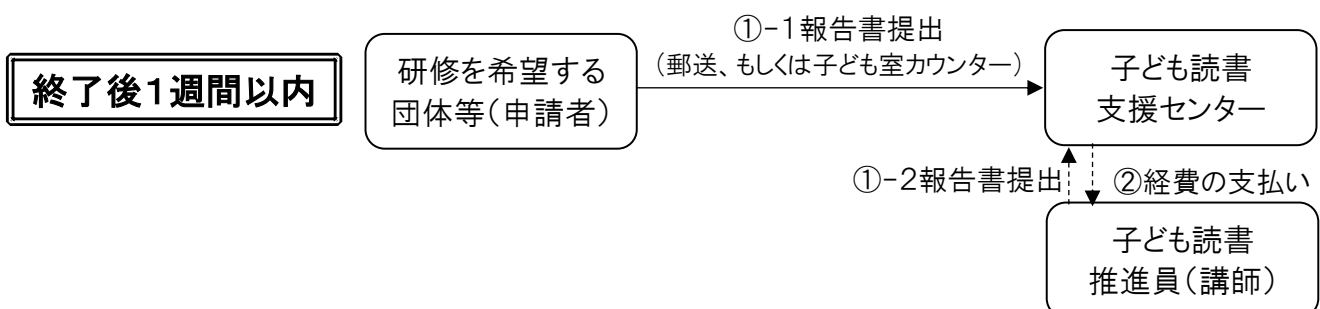 終了後1週間以内
研修を希望する
団体等(申請者)
①-1報告書提出
(郵送、もしくは子ども室カウンター)
子ども読書
支援センター
①-2報告書提出
②経費の支払い
子ども読書
推進員(講師)